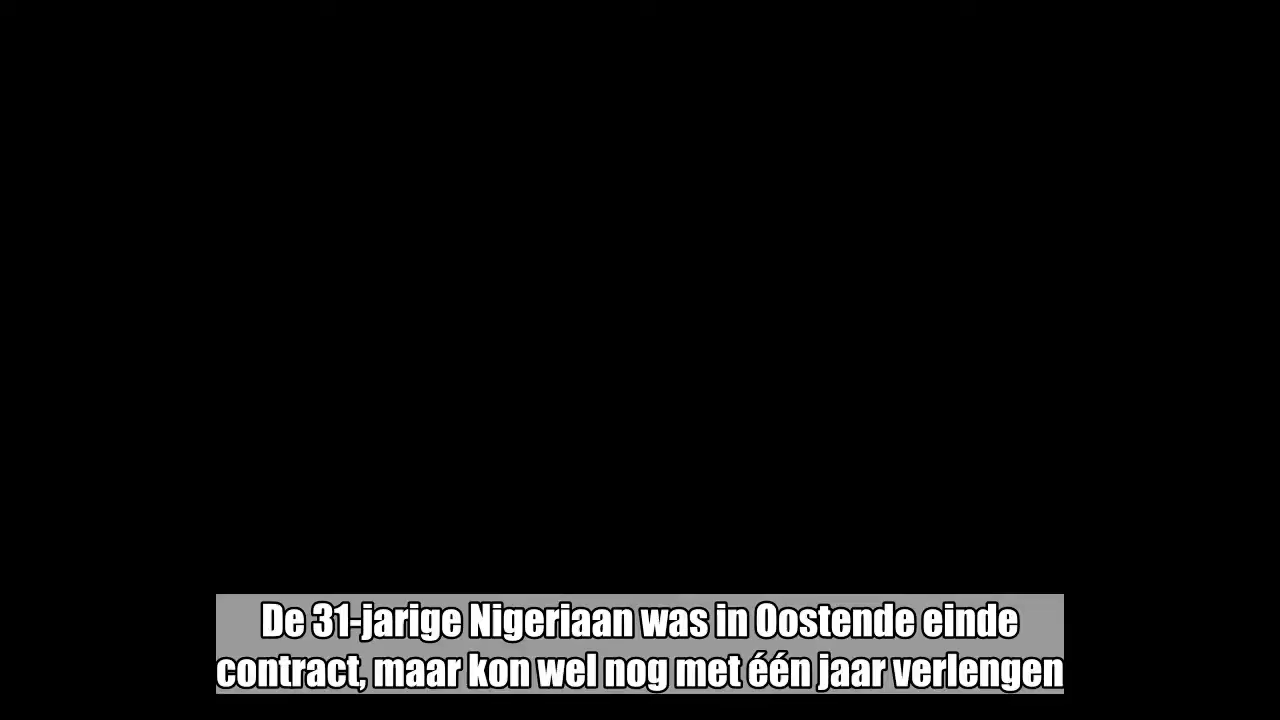 De 31-jarige Nigeriaan was in Oostende einde
contract, maar kon wel nog met één jaar verlengen